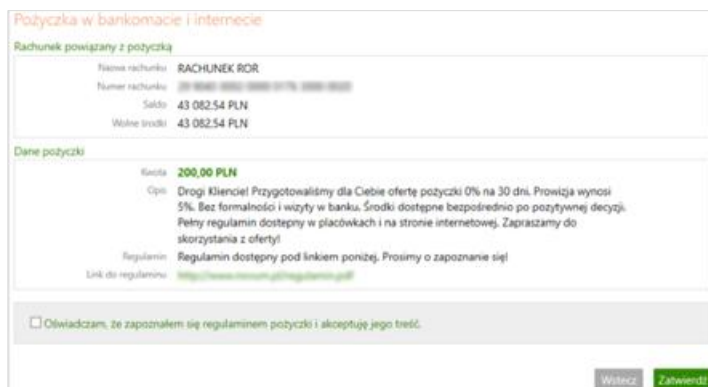 Pożyczka w bankomacie i internecie
Rachunek powiązany z pożyczką
Nazwa rachunku RACHUNEK ROR
Numer rachunku
Saldo 43 082,54 PLN
Wolne środki 43 082,54 PLN
Dane pożyczki
Kwota 200,00 PLN
Opis Drogi Kliencie! Przygotowaliśmy dla Ciebie ofertę pożyczki 0% na 30 dni. Prowizja wynosi
5%. Bez formalności i wizyty w banku. Środki dostępne bezpośrednio po pozytywnej decyzji.
Pełny regulamin dostępny w placówkach i na stronie internetowej. Zapraszamy do
skorzystania z oferty!
Regulamin Regulamin dostępny pod linkiem poniżej. Prosimy o zapoznanie się!
Link do regulaminu
Oświadczam, że zapoznałem się regulaminem pożyczki i akceptuję jego treść.
Wstecz Zatwierdź